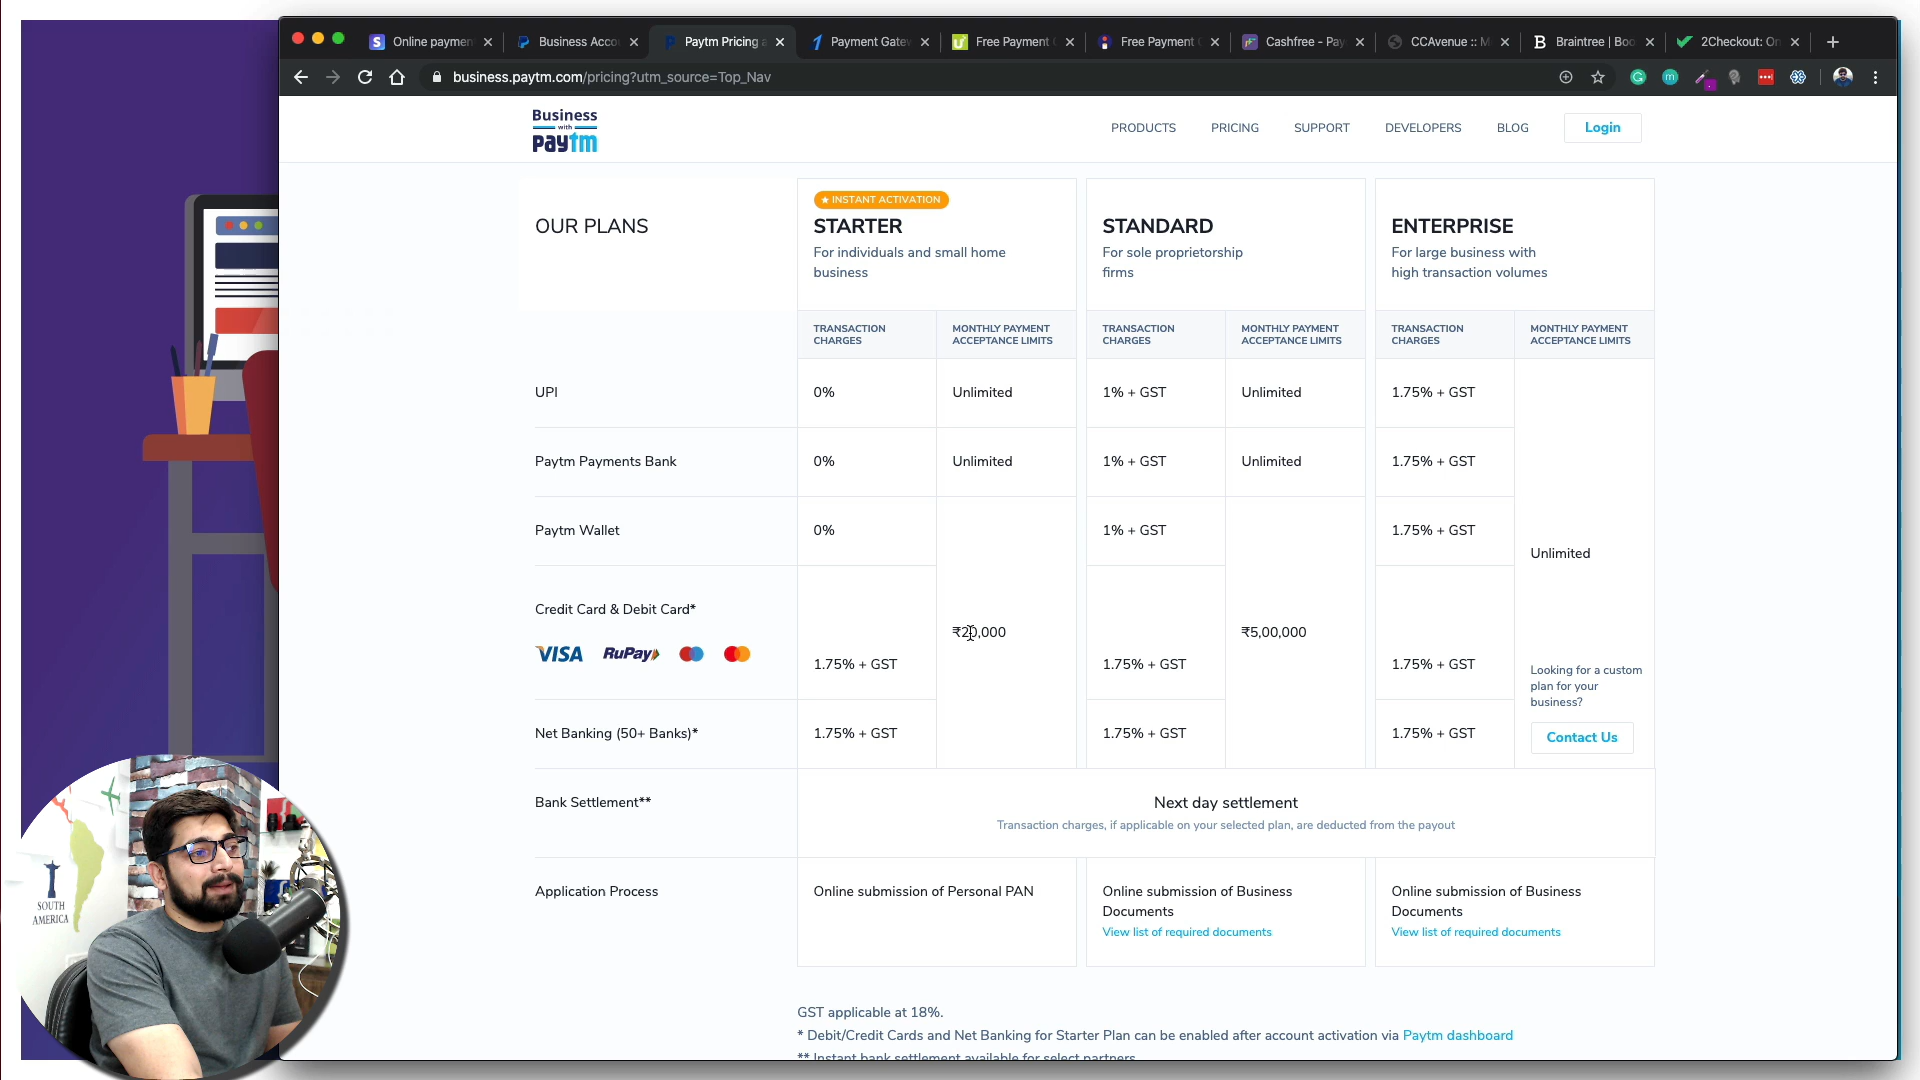 Online paymen
Business Acco
Paytm Pricing a
Payment Gatew
Free Payment G
Free Payment G
Cashfree - Pay
CCAvenue :: M
Braintree | Boo
2Checkout: On
business.paytm.com/pricing?utm_source=Top_Nav
Business
with
paytm
PRODUCTS
PRICING
SUPPORT
DEVELOPERS
BLOG
Login
OUR PLANS
★ INSTANT ACTIVATION
STARTER
For individuals and small home
business
STANDARD
For sole proprietorship
firms
ENTERPRISE
For large business with
high transaction volumes
TRANSACTION
CHARGES
MONTHLY PAYMENT
ACCEPTANCE LIMITS
TRANSACTION
CHARGES
MONTHLY PAYMENT
ACCEPTANCE LIMITS
TRANSACTION
CHARGES
MONTHLY PAYMENT
ACCEPTANCE LIMITS
UPI
0%
Unlimited
1% + GST
Unlimited
1.75% + GST
Paytm Payments Bank
0%
Unlimited
1% + GST
Unlimited
1.75% + GST
Paytm Wallet
0%
1% + GST
1.75% + GST
Unlimited
Credit Card & Debit Card*
VISA
RuPay
₹20,000
₹5,00,000
1.75% + GST
1.75% + GST
1.75% + GST
Looking for a custom
plan for your
business?
Contact Us
Net Banking (50+ Banks)*
1.75% + GST
1.75% + GST
1.75% + GST
Bank Settlement**
Next day settlement
Transaction charges, if applicable on your selected plan, are deducted from the payout
Application Process
Online submission of Personal PAN
Online submission of Business
Documents
View list of required documents
Online submission of Business
Documents
View list of required documents
GST applicable at 18%.
* Debit/Credit Cards and Net Banking for Starter Plan can be enabled after account activation via Paytm dashboard
** Instant bank settlement available for select partners
SOUTH
AMERICA